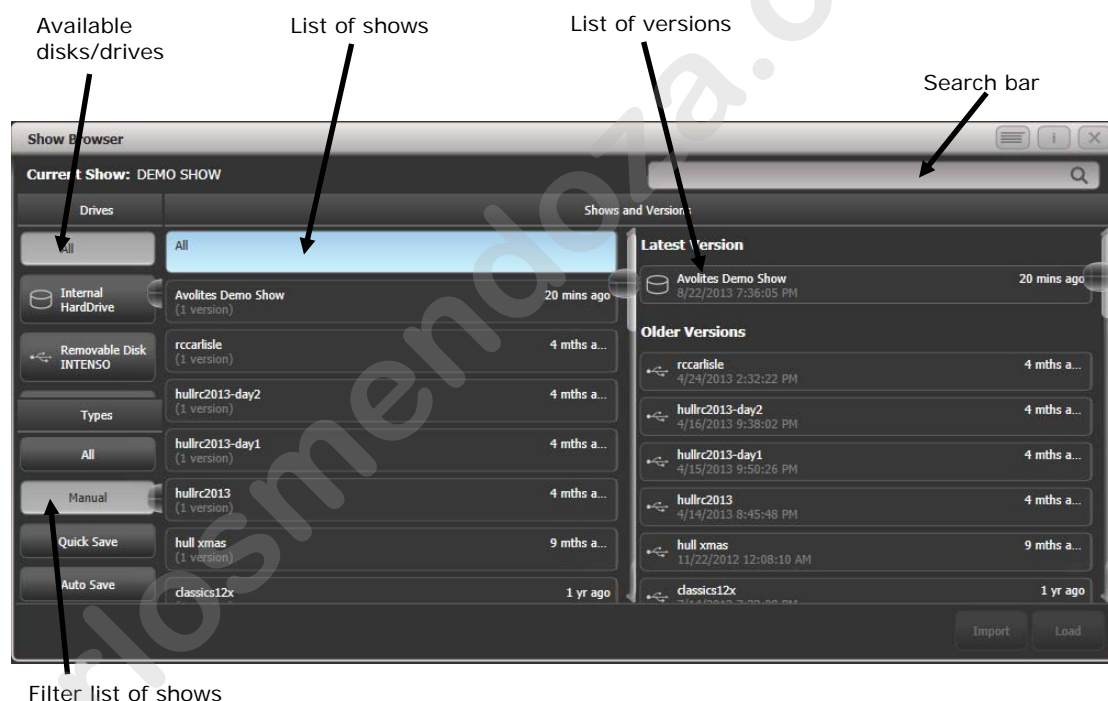 Available
disks/drives
List of shows
List of versions
Search bar
Show Browser
i
Current Show: DEMO SHOW
Drives
Shows and Versions
All
Internal
HardDrive
Removable Disk
INTENSO
Types
All
Manual
Quick Save
Auto Save
All
Avolites Demo Show
20 mins ago
(1 version)
rccarlisle
4 mths a...
(1 version)
hullrc2013-day2
4 mths a...
(1 version)
hullrc2013-day1
4 mths a...
(1 version)
hullrc2013
4 mths a...
(1 version)
hull xmas
9 mths a...
(1 version)
classics12x
1 yr ago
Latest Version
Avolites Demo Show
20 mins ago
8/22/2013 7:36:05 PM
Older Versions
rccarlisle
4 mths a...
4/24/2013 2:32:22 PM
hullrc2013-day2
4 mths a...
4/16/2013 9:38:02 PM
hullrc2013-day1
4 mths a...
4/15/2013 9:50:26 PM
hullrc2013
4 mths a...
4/14/2013 8:45:48 PM
hull xmas
9 mths a...
11/22/2012 12:08:10 AM
classics12x
1 yr ago
Import
Load
Filter list of shows
rlosmendoza.c